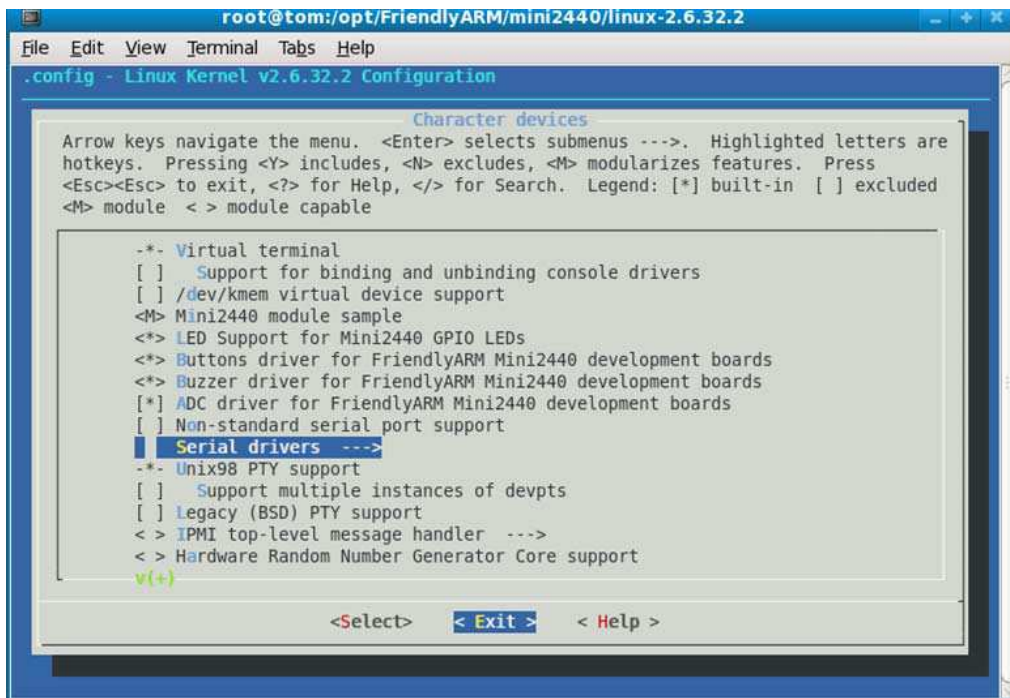 root@tom:/opt/FriendlyARM/mini2440/linux-2.6.32.2
File Edit View Terminal Tabs Help
.config - Linux Kernel v2.6.32.2 Configuration
Character devices
Arrow keys navigate the menu. <Enter> selects submenus --->. Highlighted letters are
hotkeys. Pressing <Y> includes, <N> excludes, <M> modularizes features. Press
<Esc><Esc> to exit, <?> for Help, </> for Search. Legend: [*] built-in [ ] excluded
<M> module < > module capable
-*- Virtual terminal
[ ] Support for binding and unbinding console drivers
[ ] /dev/kmem virtual device support
<M> Mini2440 module sample
<*> LED Support for Mini2440 GPIO LEDs
<*> Buttons driver for FriendlyARM Mini2440 development boards
<*> Buzzer driver for FriendlyARM Mini2440 development boards
[*] ADC driver for FriendlyARM Mini2440 development boards
[ ] Non-standard serial port support
Serial drivers --->
-*- Unix98 PTY support
[ ] Support multiple instances of devpts
[ ] Legacy (BSD) PTY support
< > IPMI top-level message handler --->
< > Hardware Random Number Generator Core support
v(+)
<Select> < Exit > < Help >